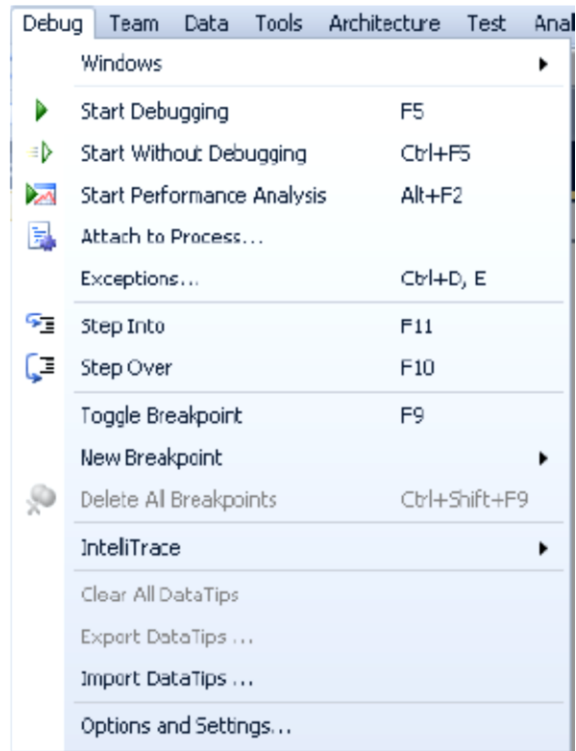 Debug Team Data Tools Architecture Test Anal
Windows
Start Debugging F5
Start Without Debugging Ctrl+F5
Start Performance Analysis Alt+F2
Attach to Process...
Exceptions... Ctrl+D, E
Step Into F11
Step Over F10
Toggle Breakpoint F9
New Breakpoint
Delete All Breakpoints Ctrl+Shift+F9
InteliTrace
Clear All DataTips
Export DataTips ...
Import DataTips ...
Options and Settings...